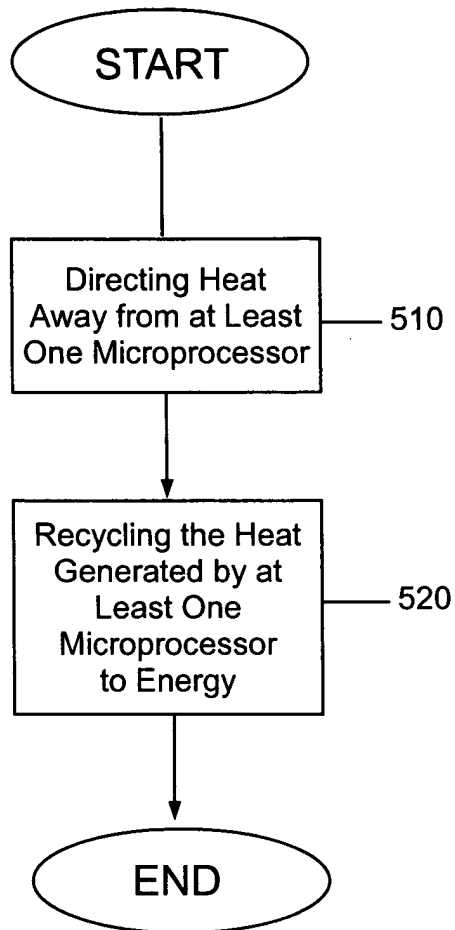 START
Directing Heat
Away from at Least
One Microprocessor
510
Recycling the Heat
Generated by at
Least One
Microprocessor
to Energy
520
END